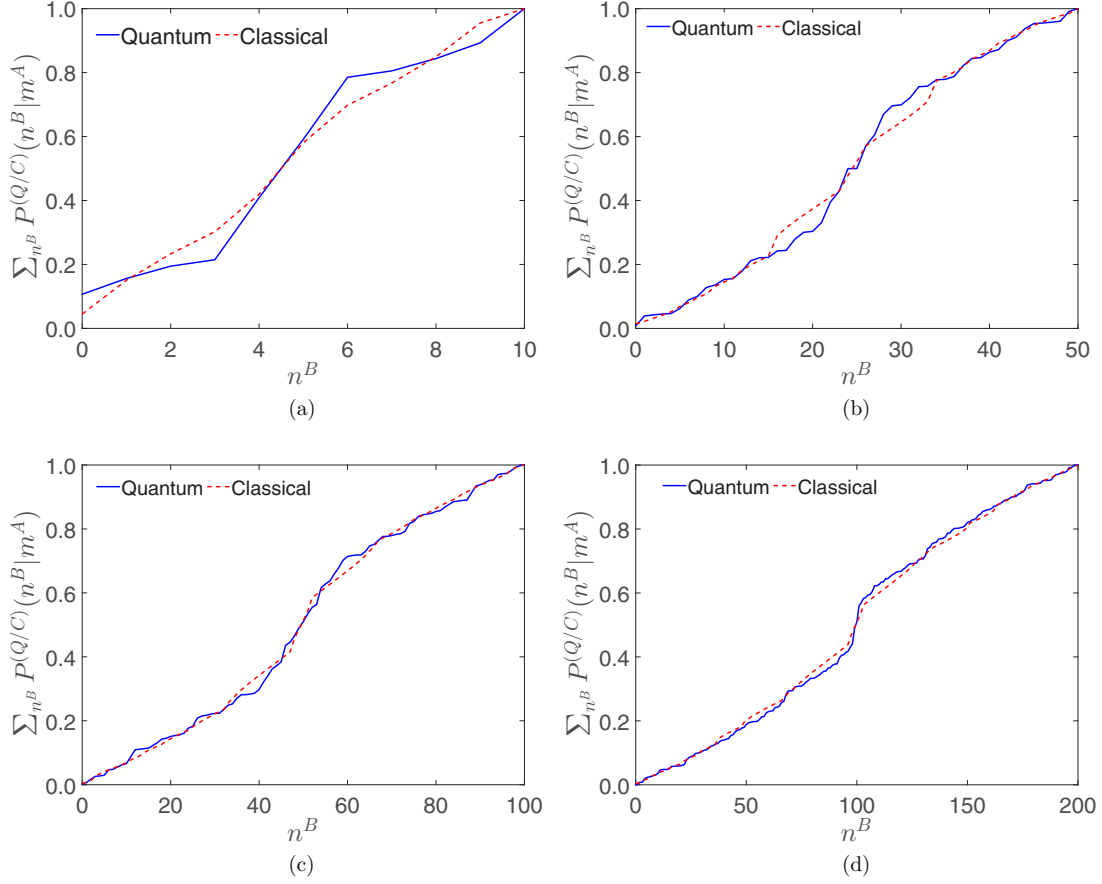 1.0
0.8
0.6
0.4
0.2
0.0
0 2 4 6 8 10
Quantum Classical
∑_{n^B} P^{(Q/C)}(n^B|m^A)
n^B
(a)
1.0
0.8
0.6
0.4
0.2
0.0
0 10 20 30 40 50
Quantum Classical
∑_{n^B} P^{(Q/C)}(n^B|m^A)
n^B
(b)
1.0
0.8
0.6
0.4
0.2
0.0
0 20 40 60 80 100
Quantum Classical
∑_{n^B} P^{(Q/C)}(n^B|m^A)
n^B
(c)
1.0
0.8
0.6
0.4
0.2
0.0
0 50 100 150 200
Quantum Classical
∑_{n^B} P^{(Q/C)}(n^B|m^A)
n^B
(d)